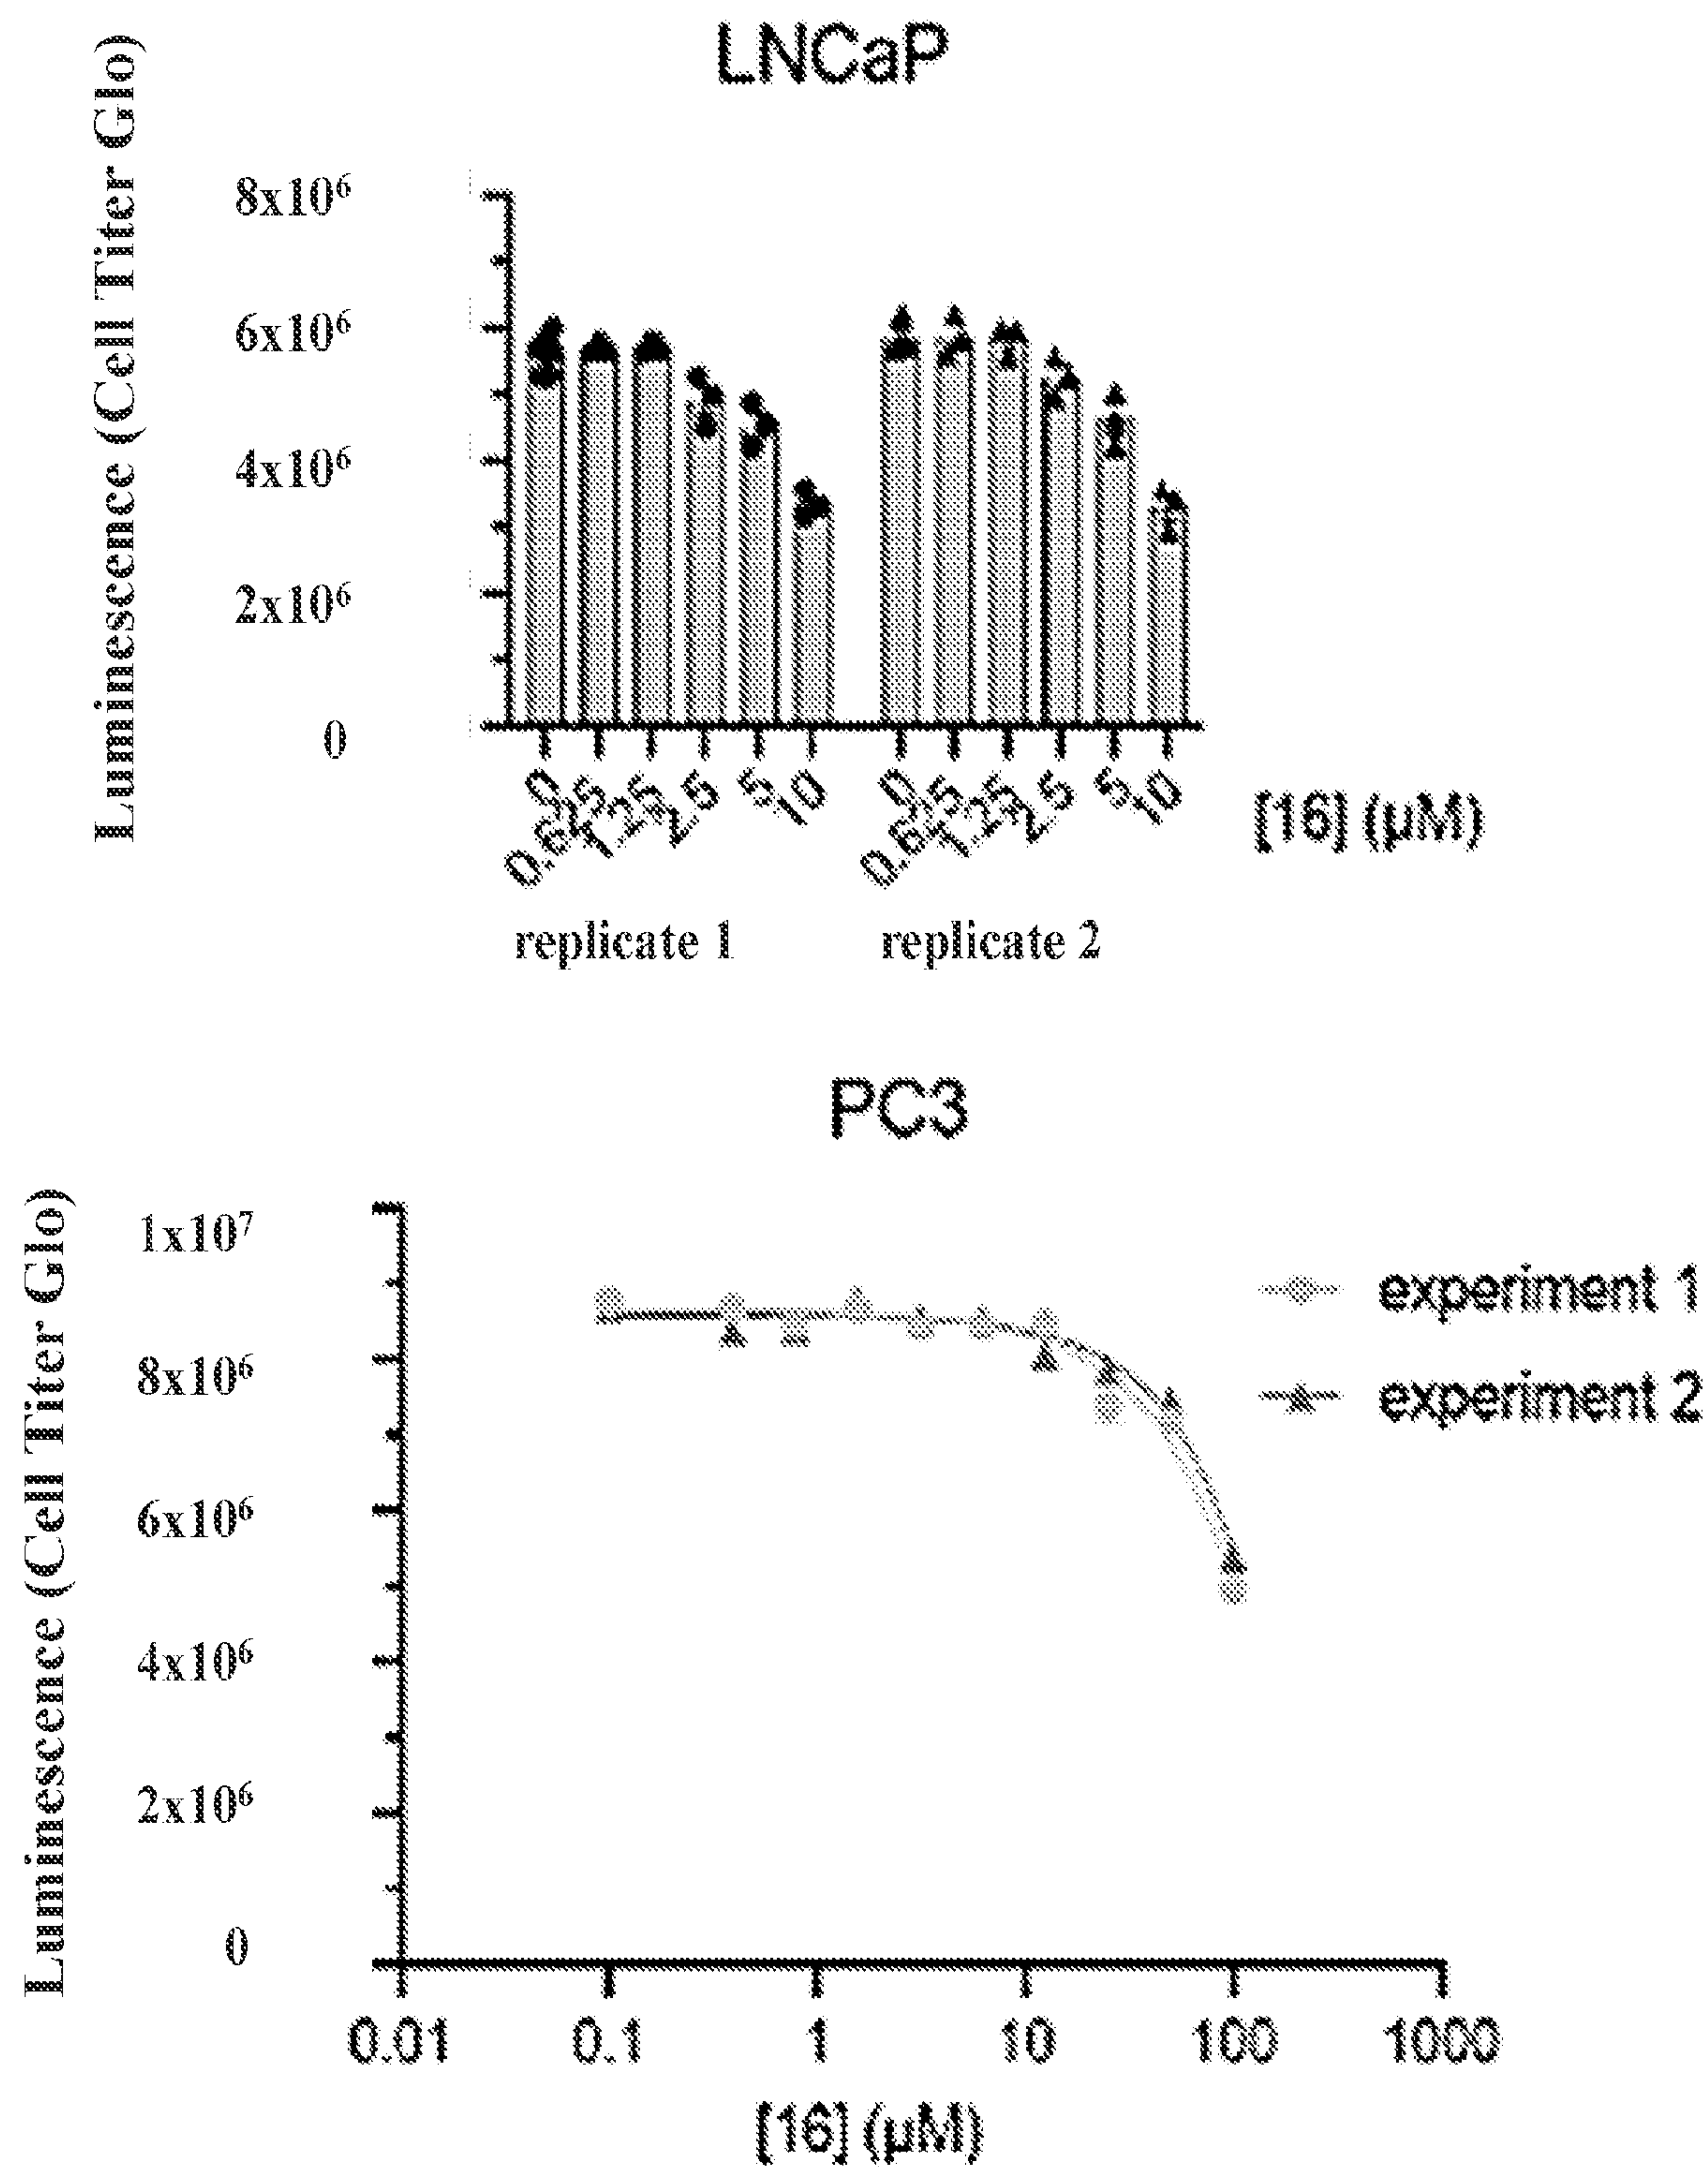 LNCaP
Luminescence (Cell Titer Glo)
8x10⁶
6x10⁶
4x10⁶
2x10⁶
0
0 0.625 1.25 2.5 5 10 0 0.625 1.25 2.5 5 10 [16] (µM)
replicate 1 replicate 2
PC3
Luminescence (Cell Titer Glo)
1x10⁷
8x10⁶
6x10⁶
4x10⁶
2x10⁶
0
experiment 1
experiment 2
0.01 0.1 1 10 100 1000
[16] (µM)